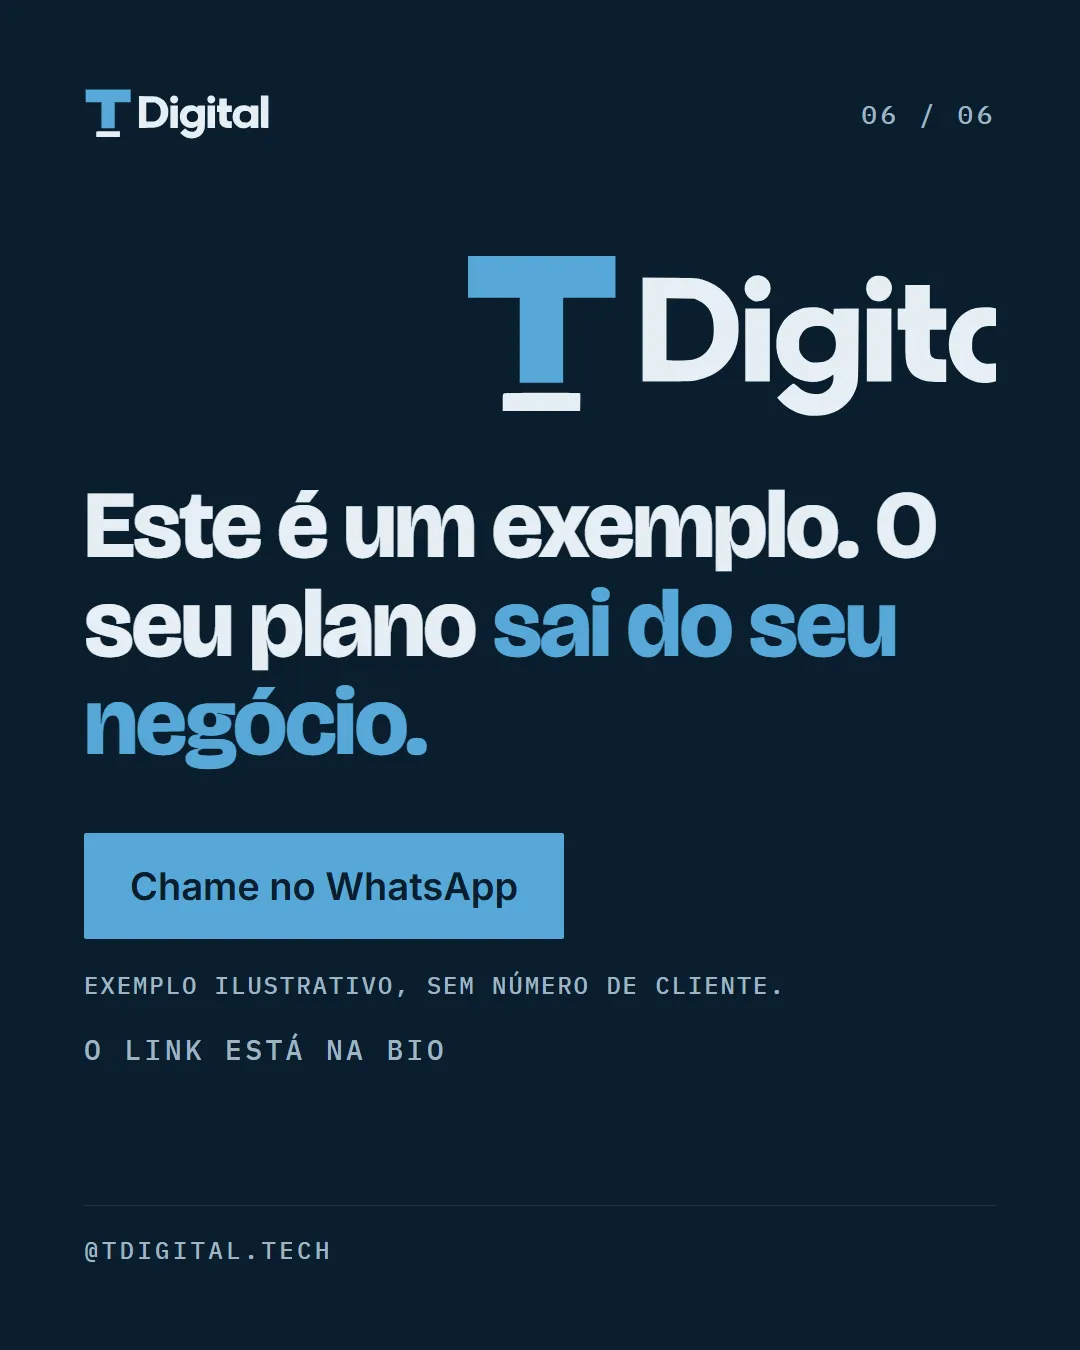 T Digital
06 / 06
T Digita
Este é um exemplo. O
seu plano sai do seu
negócio.
Chame no WhatsApp
EXEMPLO ILUSTRATIVO, SEM NÚMERO DE CLIENTE.
O LINK ESTÁ NA BIO
@TDIGITAL.TECH